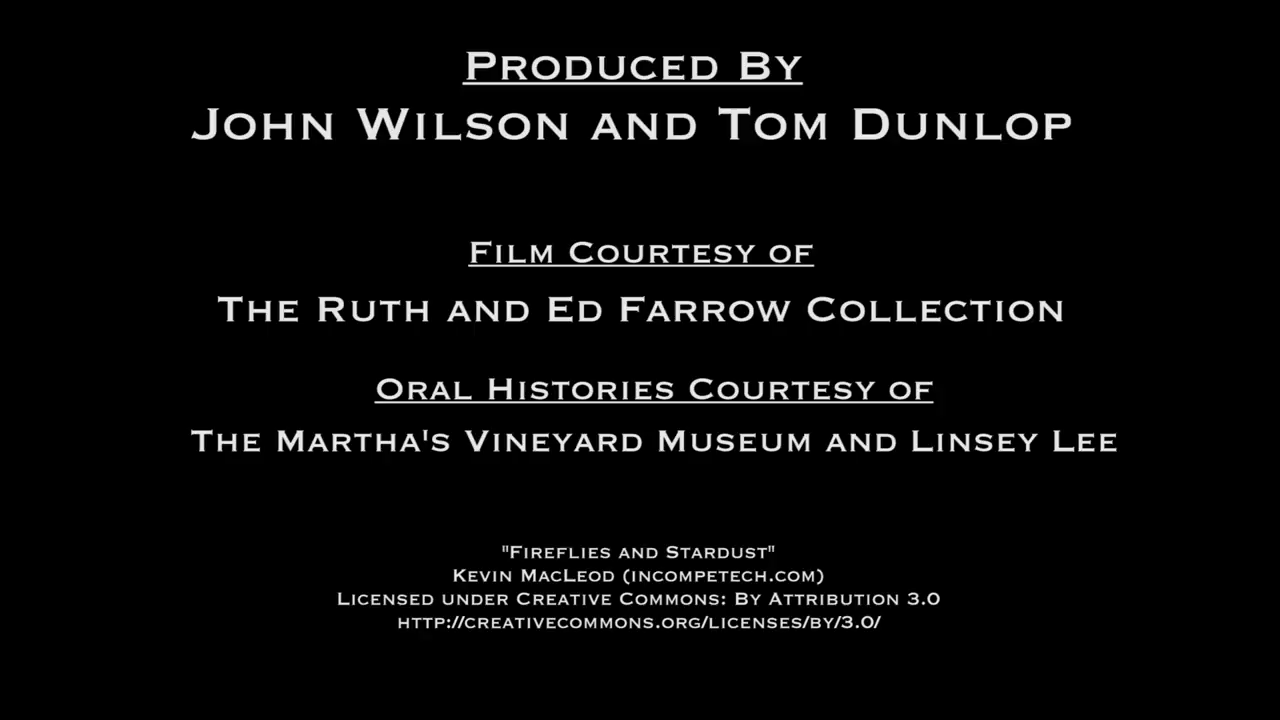 Produced By
John Wilson and Tom Dunlop
Film Courtesy of
The Ruth and Ed Farrow Collection
Oral Histories Courtesy of
The Martha's Vineyard Museum and Linsey Lee
"Fireflies and Stardust"
Kevin MacLeod (incompetech.com)
Licensed under Creative Commons: By Attribution 3.0
http://creativecommons.org/licenses/by/3.0/